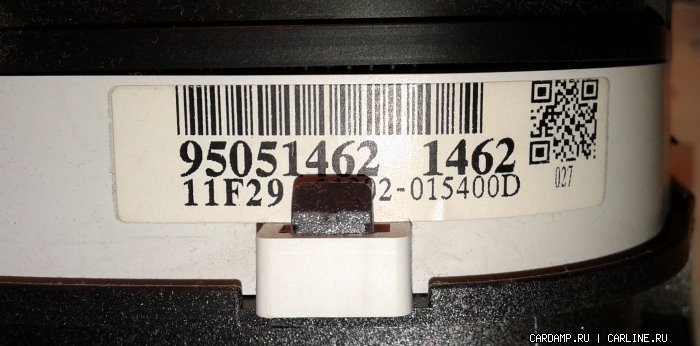 95051462 1462
11F29 02-015400D
027
CARDAMP.RU | CARLINE.RU